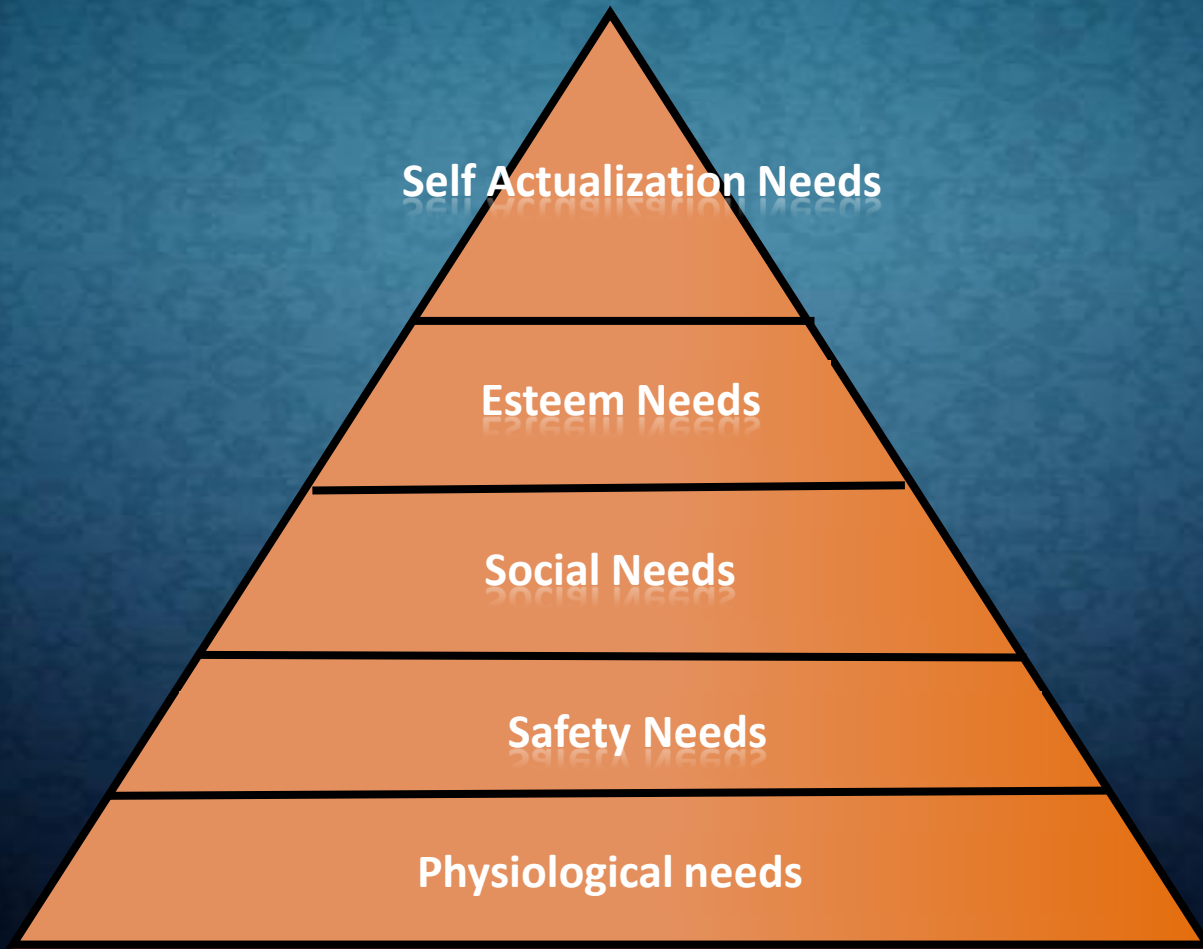 Self Actualization Needs
Esteem Needs
Social Needs
Safety Needs
Physiological needs